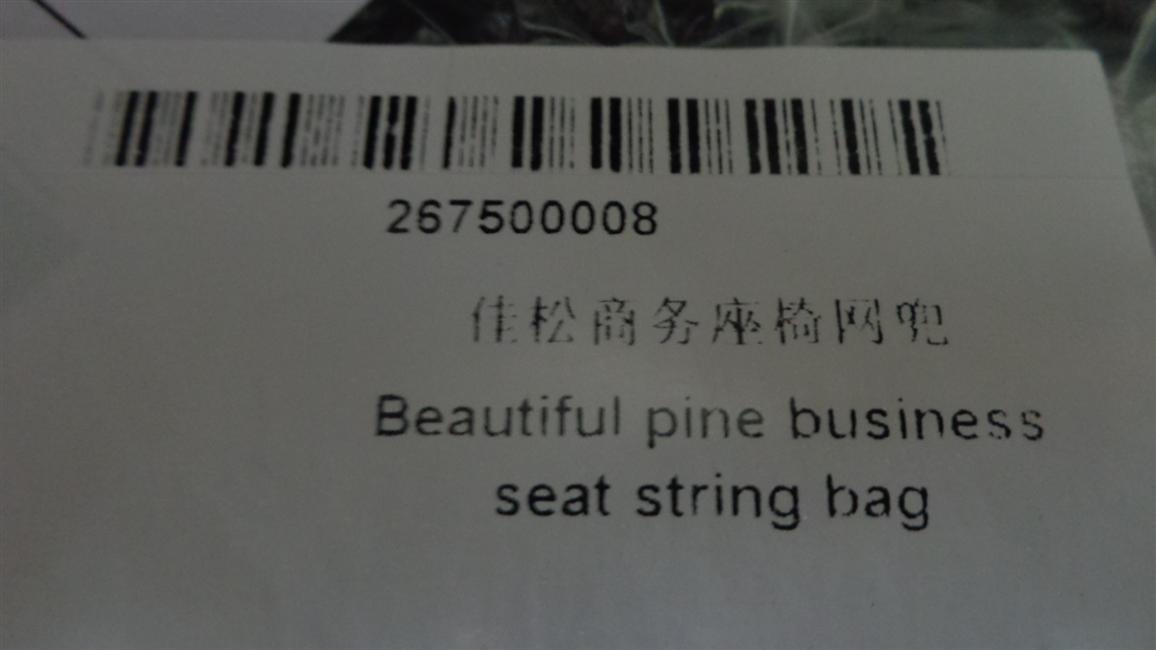 267500008
佳松商务座椅网兜
Beautiful pine business
seat string bag